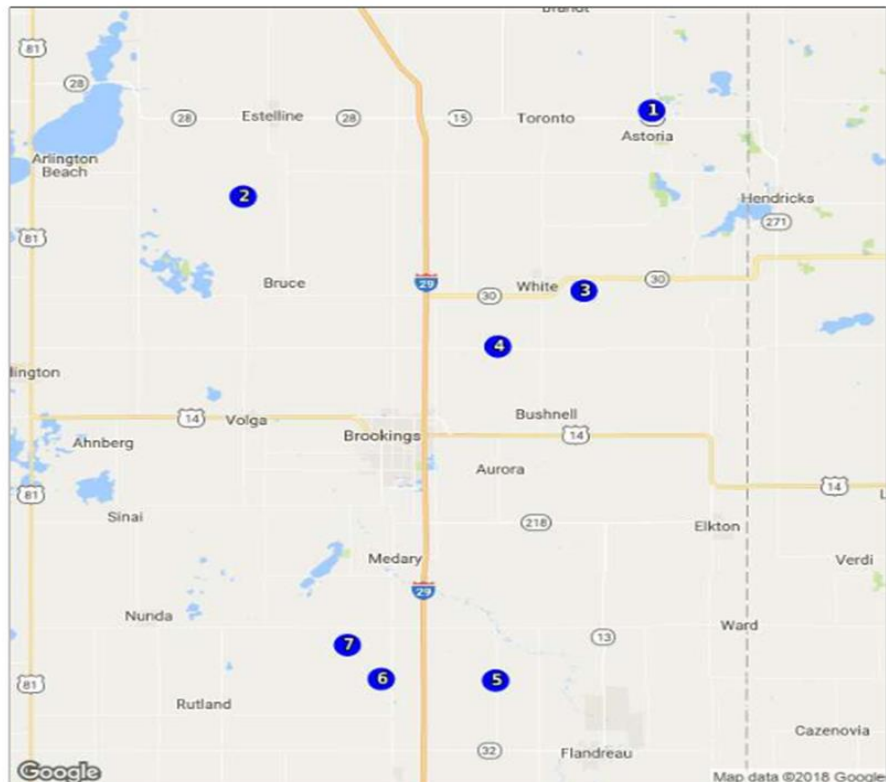 Brandt
81
28
1
28
Estelline
28
15
Toronto
Astoria
Arlington
Beach
2
Hendricks
271
81
Bruce
29
White
3
30
30
4
lington
14
Volga
Bushnell
Brookings
14
Ahnberg
Aurora
81
14
L
Sinai
218
Elkton
Medary
Verdi
29
Nunda
Ward
13
7
6
5
81
Rutland
Cazenovia
32
Flandreau
Google
Map data ©2018 Google